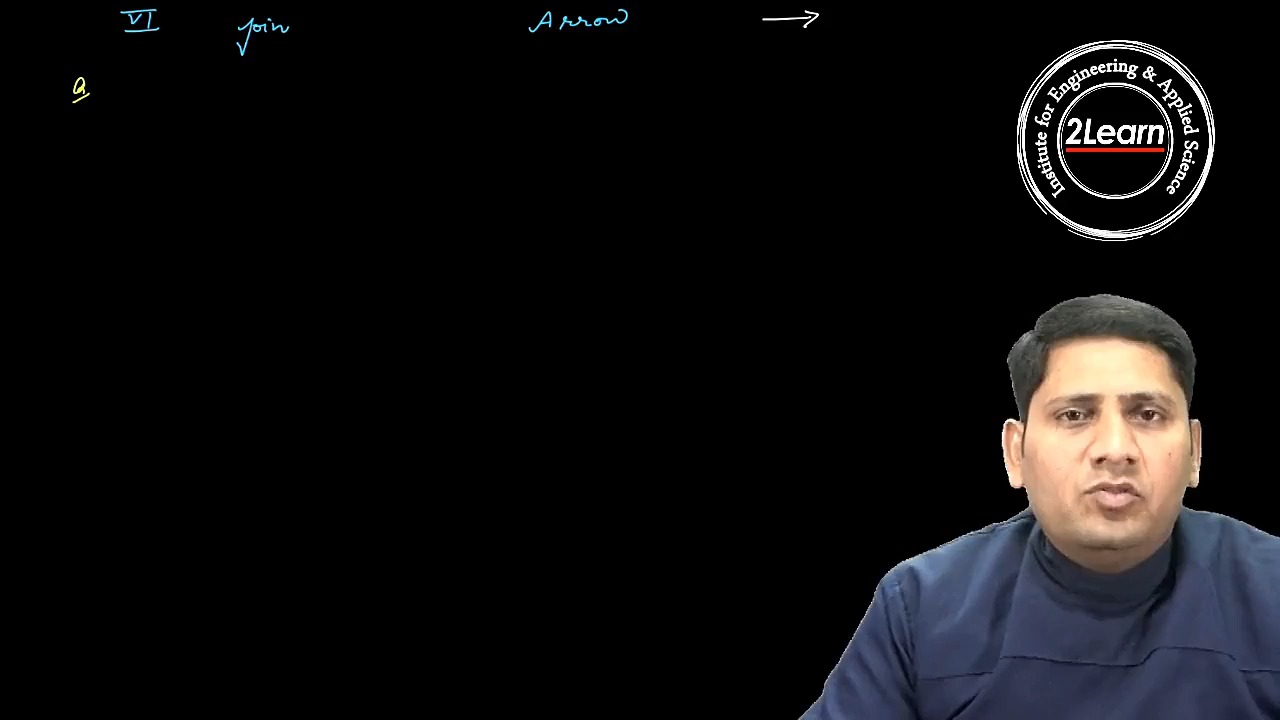 VI join Arrow →
Q
Institute for Engineering & Applied Science
2Learn